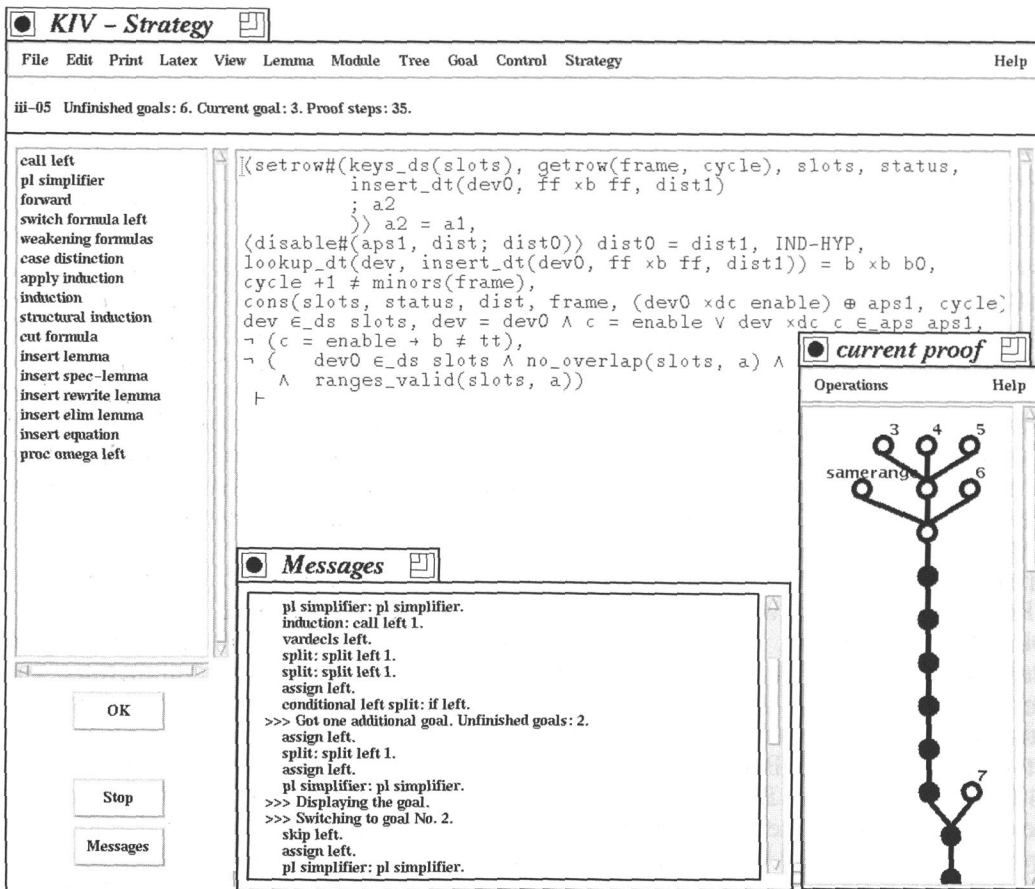 KIV – Strategy
File Edit Print Latex View Lemma Module Tree Goal Control Strategy Help
iii–05 Unfinished goals: 6. Current goal: 3. Proof steps: 35.
call left
pl simplifier
forward
switch formula left
weakening formulas
case distinction
apply induction
induction
structural induction
cut formula
insert lemma
insert spec–lemma
insert rewrite lemma
insert elim lemma
insert equation
proc omega left
OK
Stop
Messages
⟨setrow#(keys_ds(slots), getrow(frame, cycle), slots, status,
insert_dt(dev0, ff ×b ff, dist1)
; a2
)⟩ a2 = a1,
⟨disable#(aps1, dist; dist0)⟩ dist0 = dist1, IND-HYP,
lookup_dt(dev, insert_dt(dev0, ff ×b ff, dist1)) = b ×b b0,
cycle +1 ≠ minors(frame),
cons(slots, status, dist, frame, (dev0 ×dc enable) ⊕ aps1, cycle)
dev ∈_ds slots, dev = dev0 ∧ c = enable ∨ dev ×dc c ∈_aps aps1,
¬ (c = enable → b ≠ tt),
¬ ( dev0 ∈_ds slots ∧ no_overlap(slots, a) ∧
∧ ranges_valid(slots, a))
⊢
Messages
pl simplifier: pl simplifier.
induction: call left 1.
vardecls left.
split: split left 1.
split: split left 1.
assign left.
conditional left split: if left.
>>> Got one additional goal. Unfinished goals: 2.
assign left.
split: split left 1.
assign left.
pl simplifier: pl simplifier.
>>> Displaying the goal.
>>> Switching to goal No. 2.
skip left.
assign left.
pl simplifier: pl simplifier.
current proof
Operations Help
3 4 5
samerange 6
7